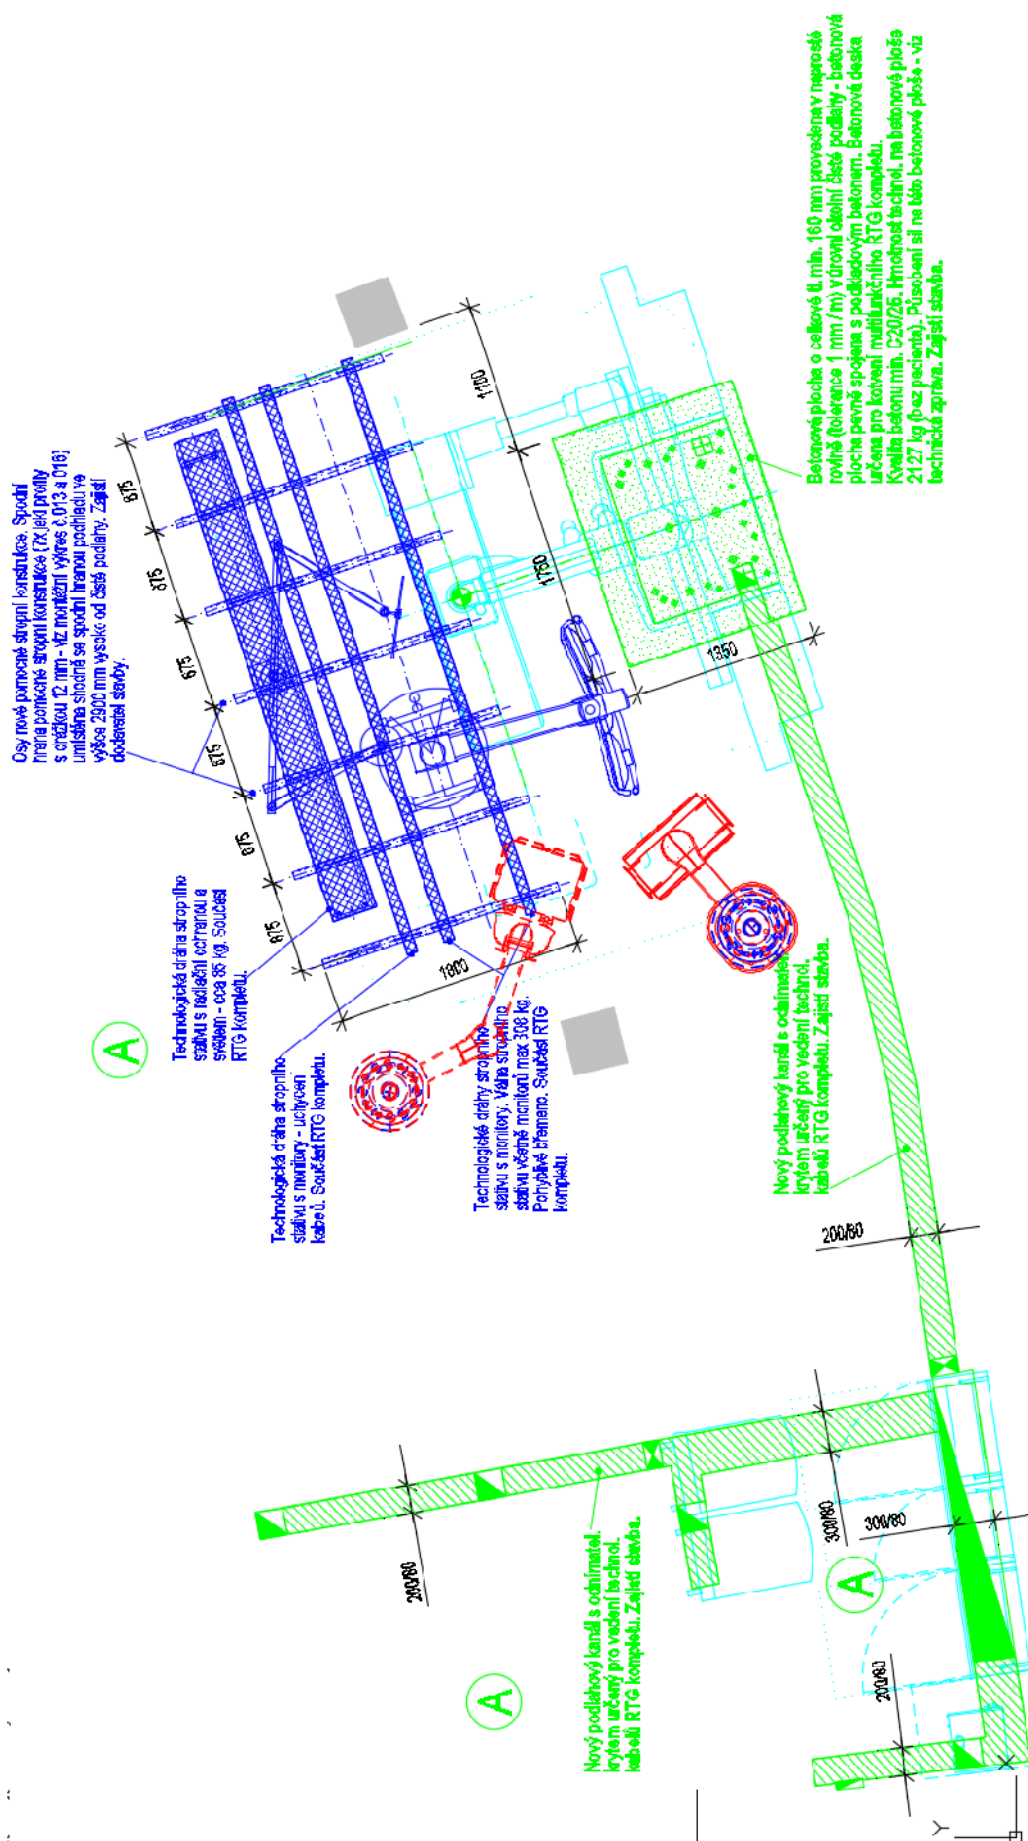 Osy nové pomocné stropní konstrukce. Spodní
hrana pomocné stropní konstrukce (7x jekl profily
s drážkou 12 mm - viz montážní výkres č.013 a 016)
umístěna shodně se spodní hranou podhledu ve
výšce 2900 mm vysoko od čisté podlahy. Zajistí
dodavatel stavby.
Betonová plocha o celkové tl. min. 160 mm provedena v naprosté
rovině (tolerance 1 mm / m) v úrovni okolní čisté podlahy - betonová
plocha pevně spojena s podkladovým betonem. Betonová deska
určena pro kotvení multifunkčního RTG kompletu.
Kvalita betonu min. C20/25. Hmotnost technol. na betonové ploše
2127 kg (bez pacienta). Působení sil na této betonové ploše - viz
technická zpráva. Zajistí stavba.
875
875
875
875
875
875
1100
1750
1350
1800
A
Technologická dráha stropního
stativu s radiační ochranou a
světlem - cca 85 kg. Součást
RTG kompletu.
Technologická dráha stropního
stativu s monitory - uchycení
kabelů. Součást RTG kompletu.
Technologické dráhy stropního
stativu s monitory. Váha stropního
stativu včetně monitorů max 308 kg.
Pohyblivé břemeno. Součást RTG
kompletu.
Nový podlahový kanál s odnímatel.
krytem určený pro vedení technol.
kabelů RTG kompletu. Zajistí stavba.
200/80
200/80
300/80
300/80
A
Nový podlahový kanál s odnímatel.
krytem určený pro vedení technol.
kabelů RTG kompletu. Zajistí stavba.
A
200/80
Y
X